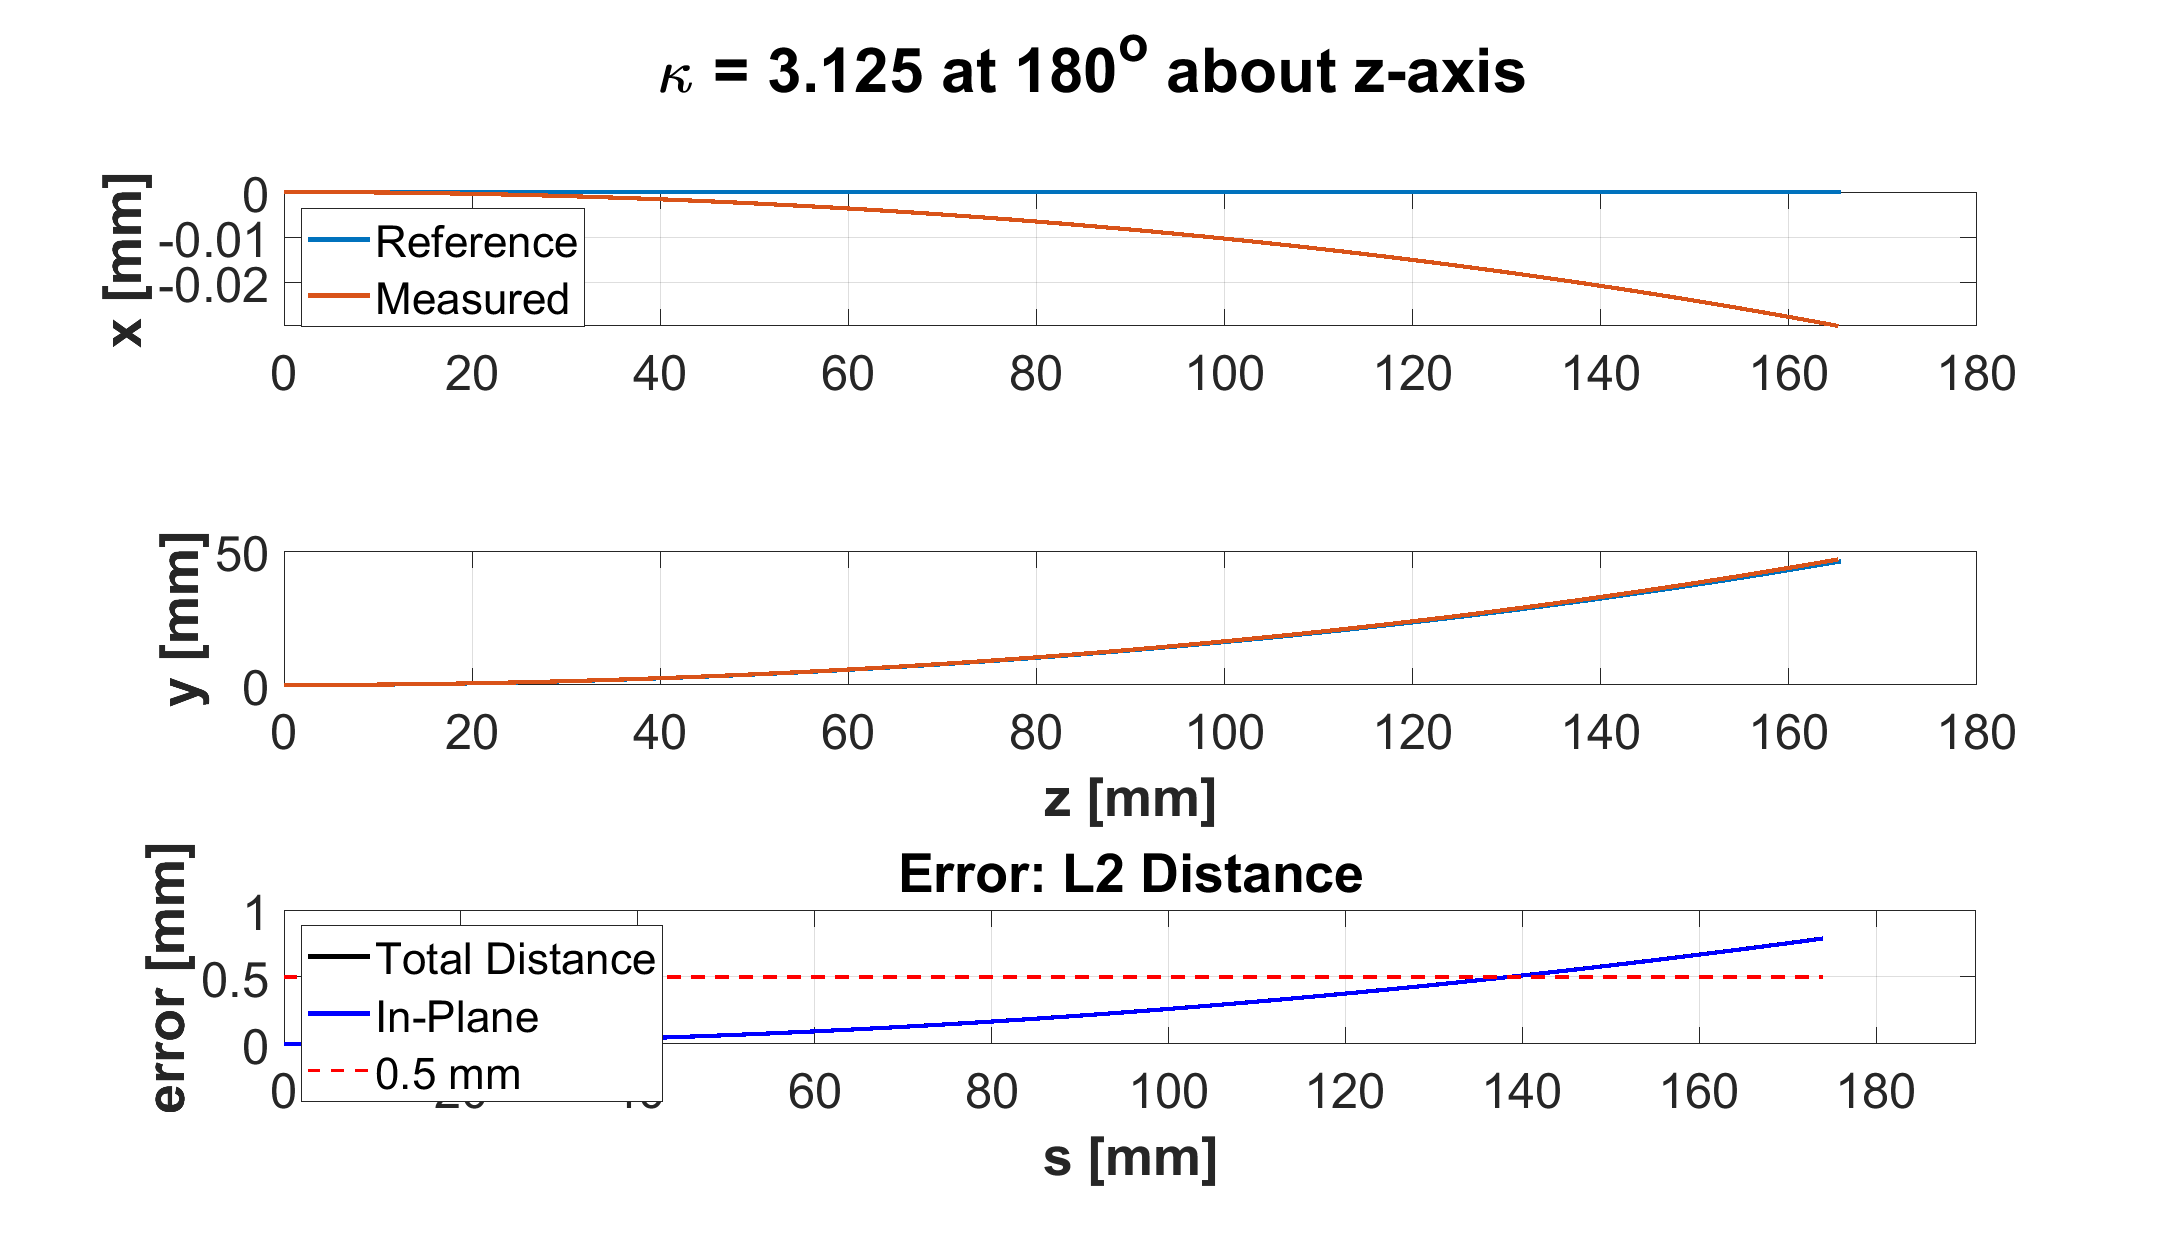 κ = 3.125 at 180° about z-axis
x [mm]
0
-0.01
-0.02
Reference
Measured
0 20 40 60 80 100 120 140 160 180
y [mm]
50
0
0 20 40 60 80 100 120 140 160 180
z [mm]
Error: L2 Distance
error [mm]
1
0.5
0
Total Distance
In-Plane
0.5 mm
0 60 80 100 120 140 160 180
s [mm]